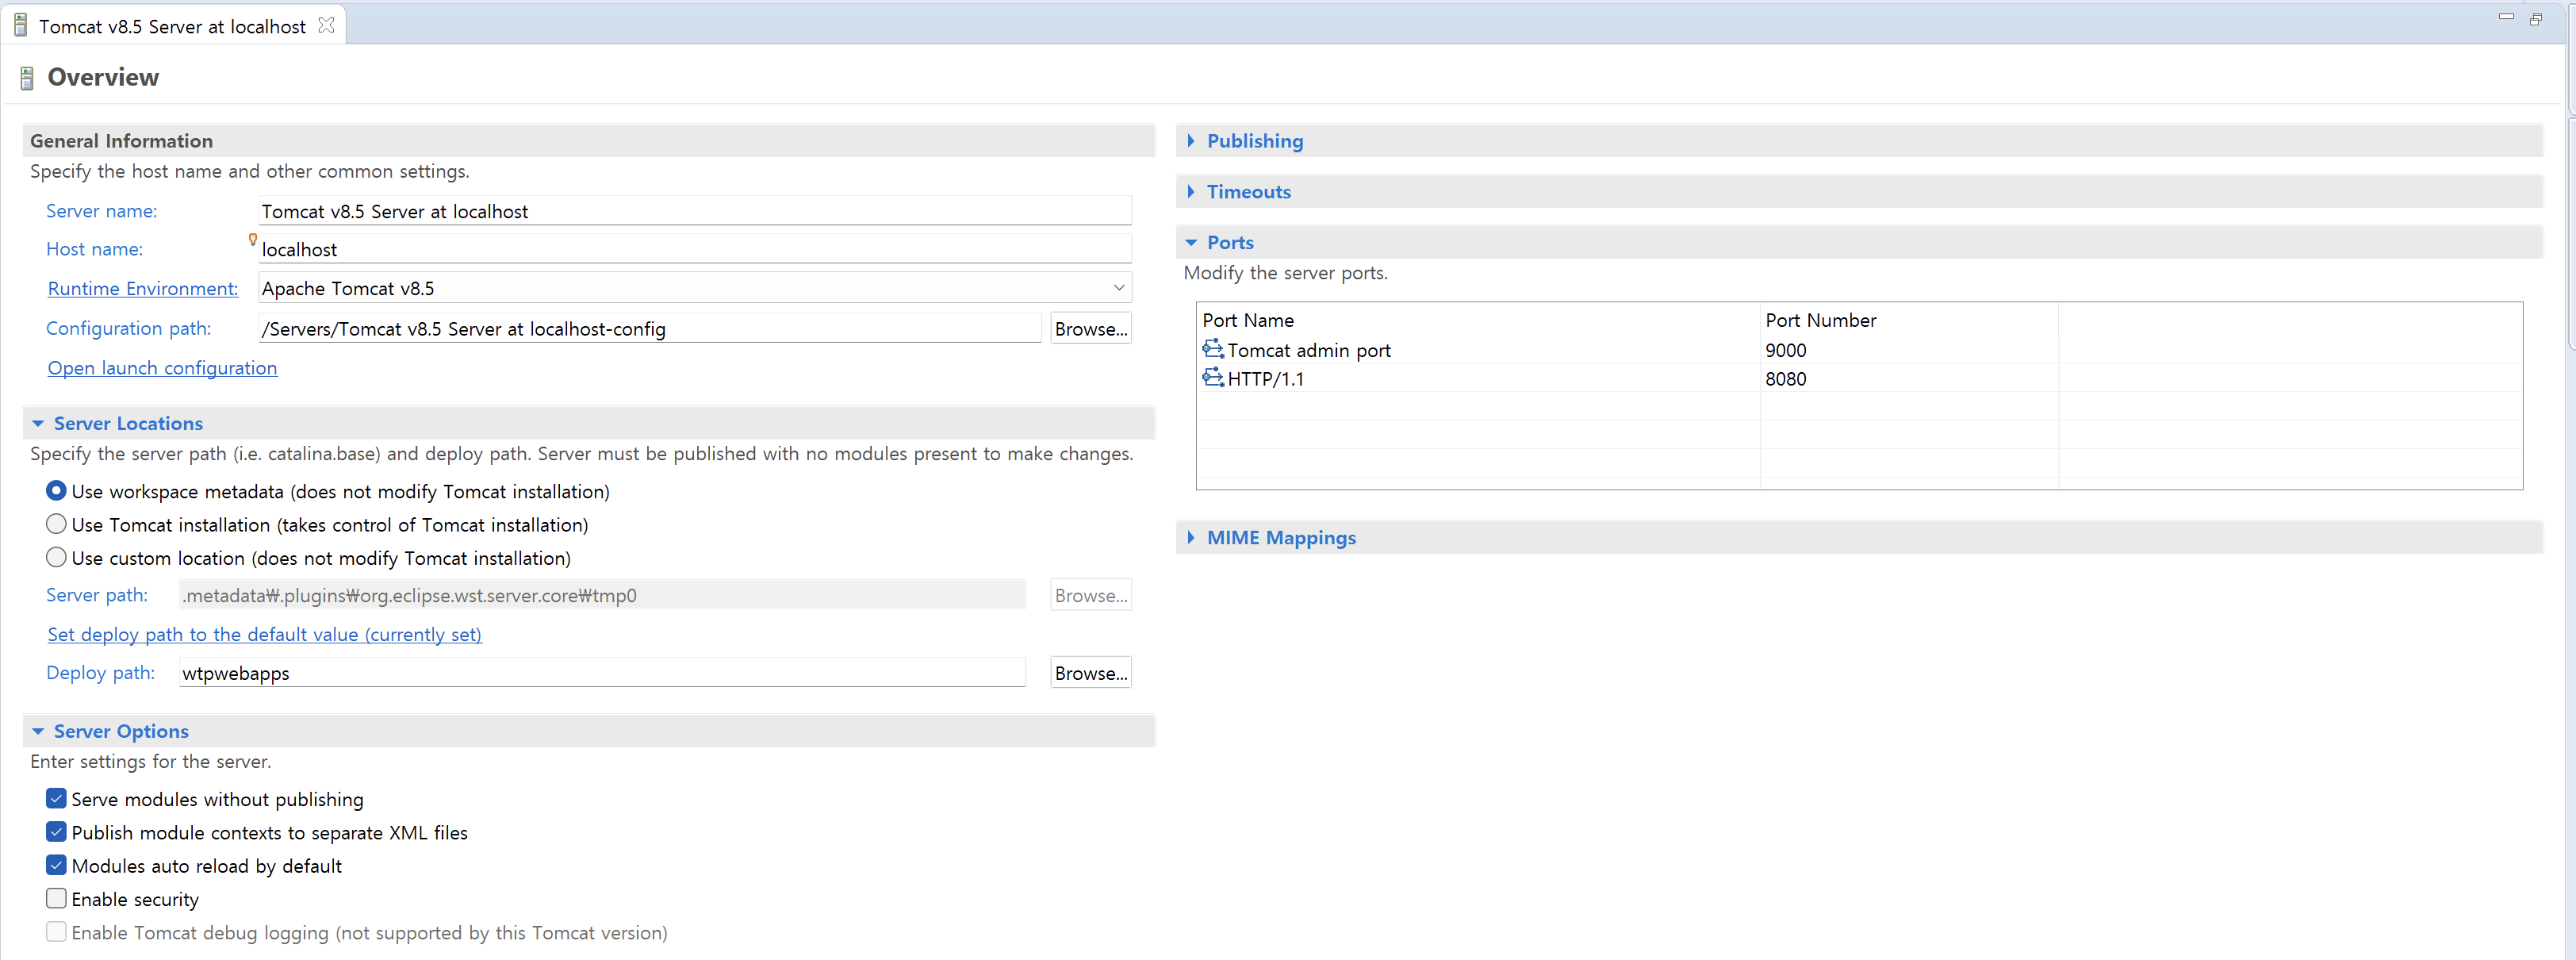 Tomcat v8.5 Server at localhost
Overview
General Information
Specify the host name and other common settings.
Server name: Tomcat v8.5 Server at localhost
Host name: localhost
Runtime Environment: Apache Tomcat v8.5
Configuration path: /Servers/Tomcat v8.5 Server at localhost-config Browse...
Open launch configuration
Server Locations
Specify the server path (i.e. catalina.base) and deploy path. Server must be published with no modules present to make changes.
Use workspace metadata (does not modify Tomcat installation)
Use Tomcat installation (takes control of Tomcat installation)
Use custom location (does not modify Tomcat installation)
Server path: .metadata₩.plugins₩org.eclipse.wst.server.core₩tmp0 Browse...
Set deploy path to the default value (currently set)
Deploy path: wtpwebapps Browse...
Server Options
Enter settings for the server.
Serve modules without publishing
Publish module contexts to separate XML files
Modules auto reload by default
Enable security
Enable Tomcat debug logging (not supported by this Tomcat version)
Publishing
Timeouts
Ports
Modify the server ports.
Port Name Port Number
Tomcat admin port 9000
HTTP/1.1 8080
MIME Mappings